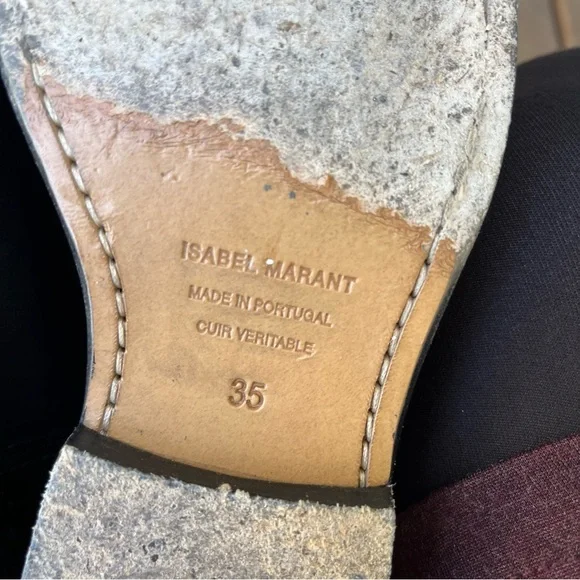 ISABEL MARANT
MADE IN PORTUGAL
CUIR VERITABLE
35